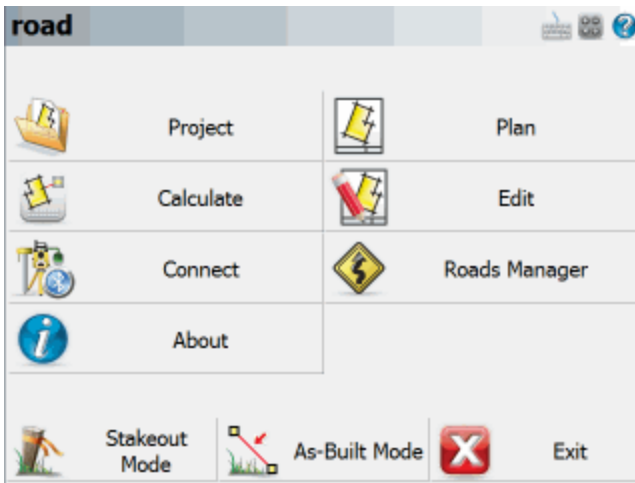 road
Project
Plan
Calculate
Edit
Connect
Roads Manager
About
Stakeout
Mode
As-Built Mode
Exit